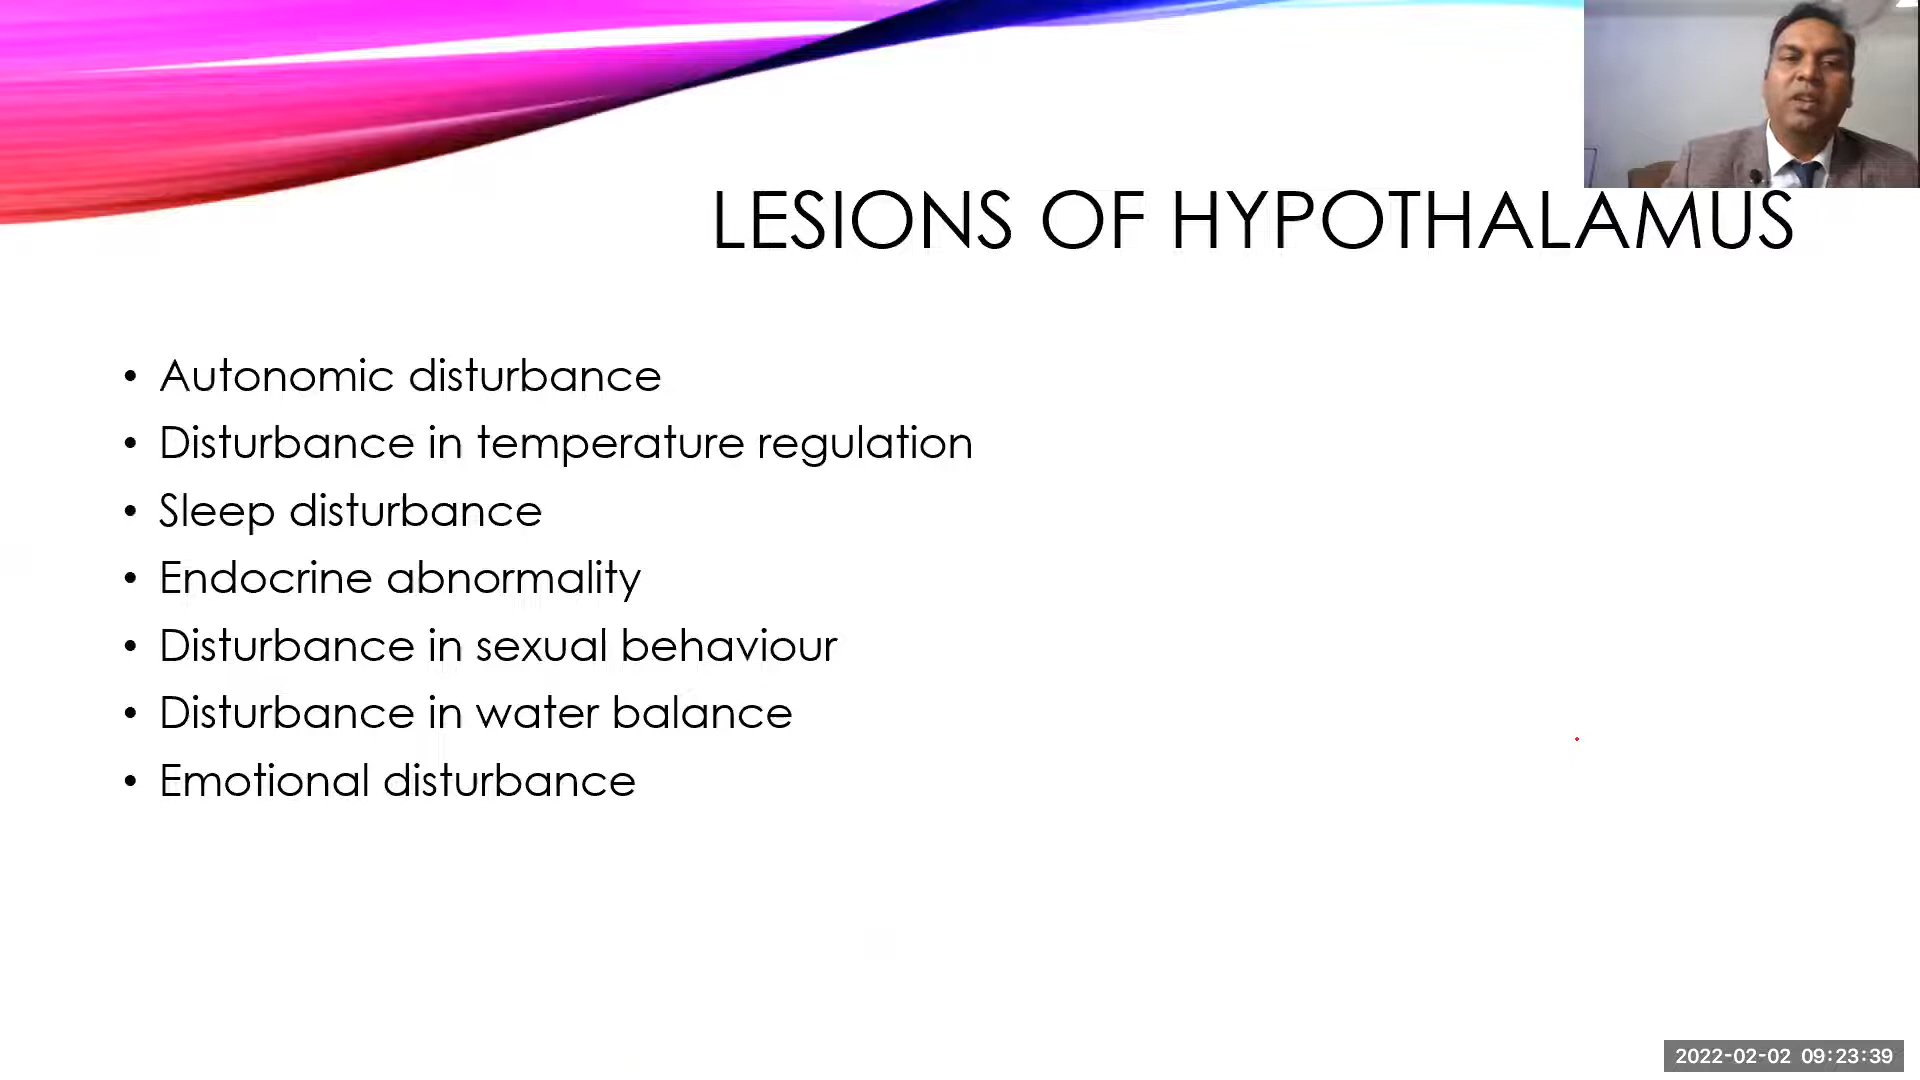 LESIONS OF HYPOTHALAMUS
• Autonomic disturbance
• Disturbance in temperature regulation
• Sleep disturbance
• Endocrine abnormality
• Disturbance in sexual behaviour
• Disturbance in water balance
• Emotional disturbance
2022-02-02 09:23:39